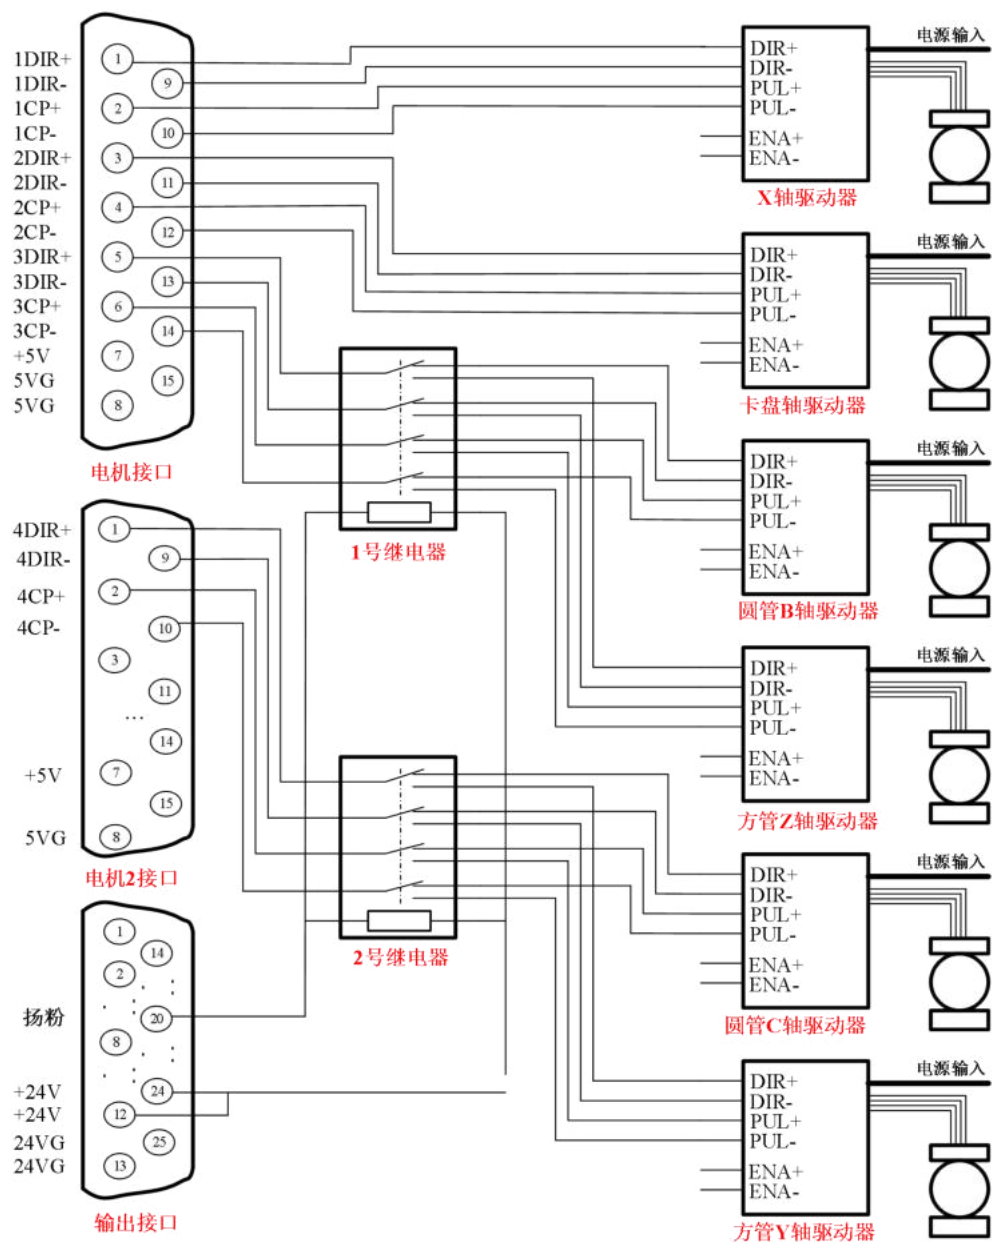 1DIR+
1
1DIR-
9
1CP+
2
1CP-
10
2DIR+
3
2DIR-
11
2CP+
4
2CP-
12
3DIR+
5
3DIR-
13
3CP+
6
3CP-
14
+5V
7
5VG
15
5VG
8
电机接口
4DIR+
1
4DIR-
9
4CP+
2
4CP-
10
3
11
...
14
+5V
7
15
5VG
8
电机2接口
1
14
2
扬粉
20
8
+24V
24
+24V
12
24VG
25
24VG
13
输出接口
1号继电器
2号继电器
电源输入
DIR+
DIR-
PUL+
PUL-
ENA+
ENA-
X轴驱动器
电源输入
DIR+
DIR-
PUL+
PUL-
ENA+
ENA-
卡盘轴驱动器
电源输入
DIR+
DIR-
PUL+
PUL-
ENA+
ENA-
圆管B轴驱动器
电源输入
DIR+
DIR-
PUL+
PUL-
ENA+
ENA-
方管Z轴驱动器
电源输入
DIR+
DIR-
PUL+
PUL-
ENA+
ENA-
圆管C轴驱动器
电源输入
DIR+
DIR-
PUL+
PUL-
ENA+
ENA-
方管Y轴驱动器